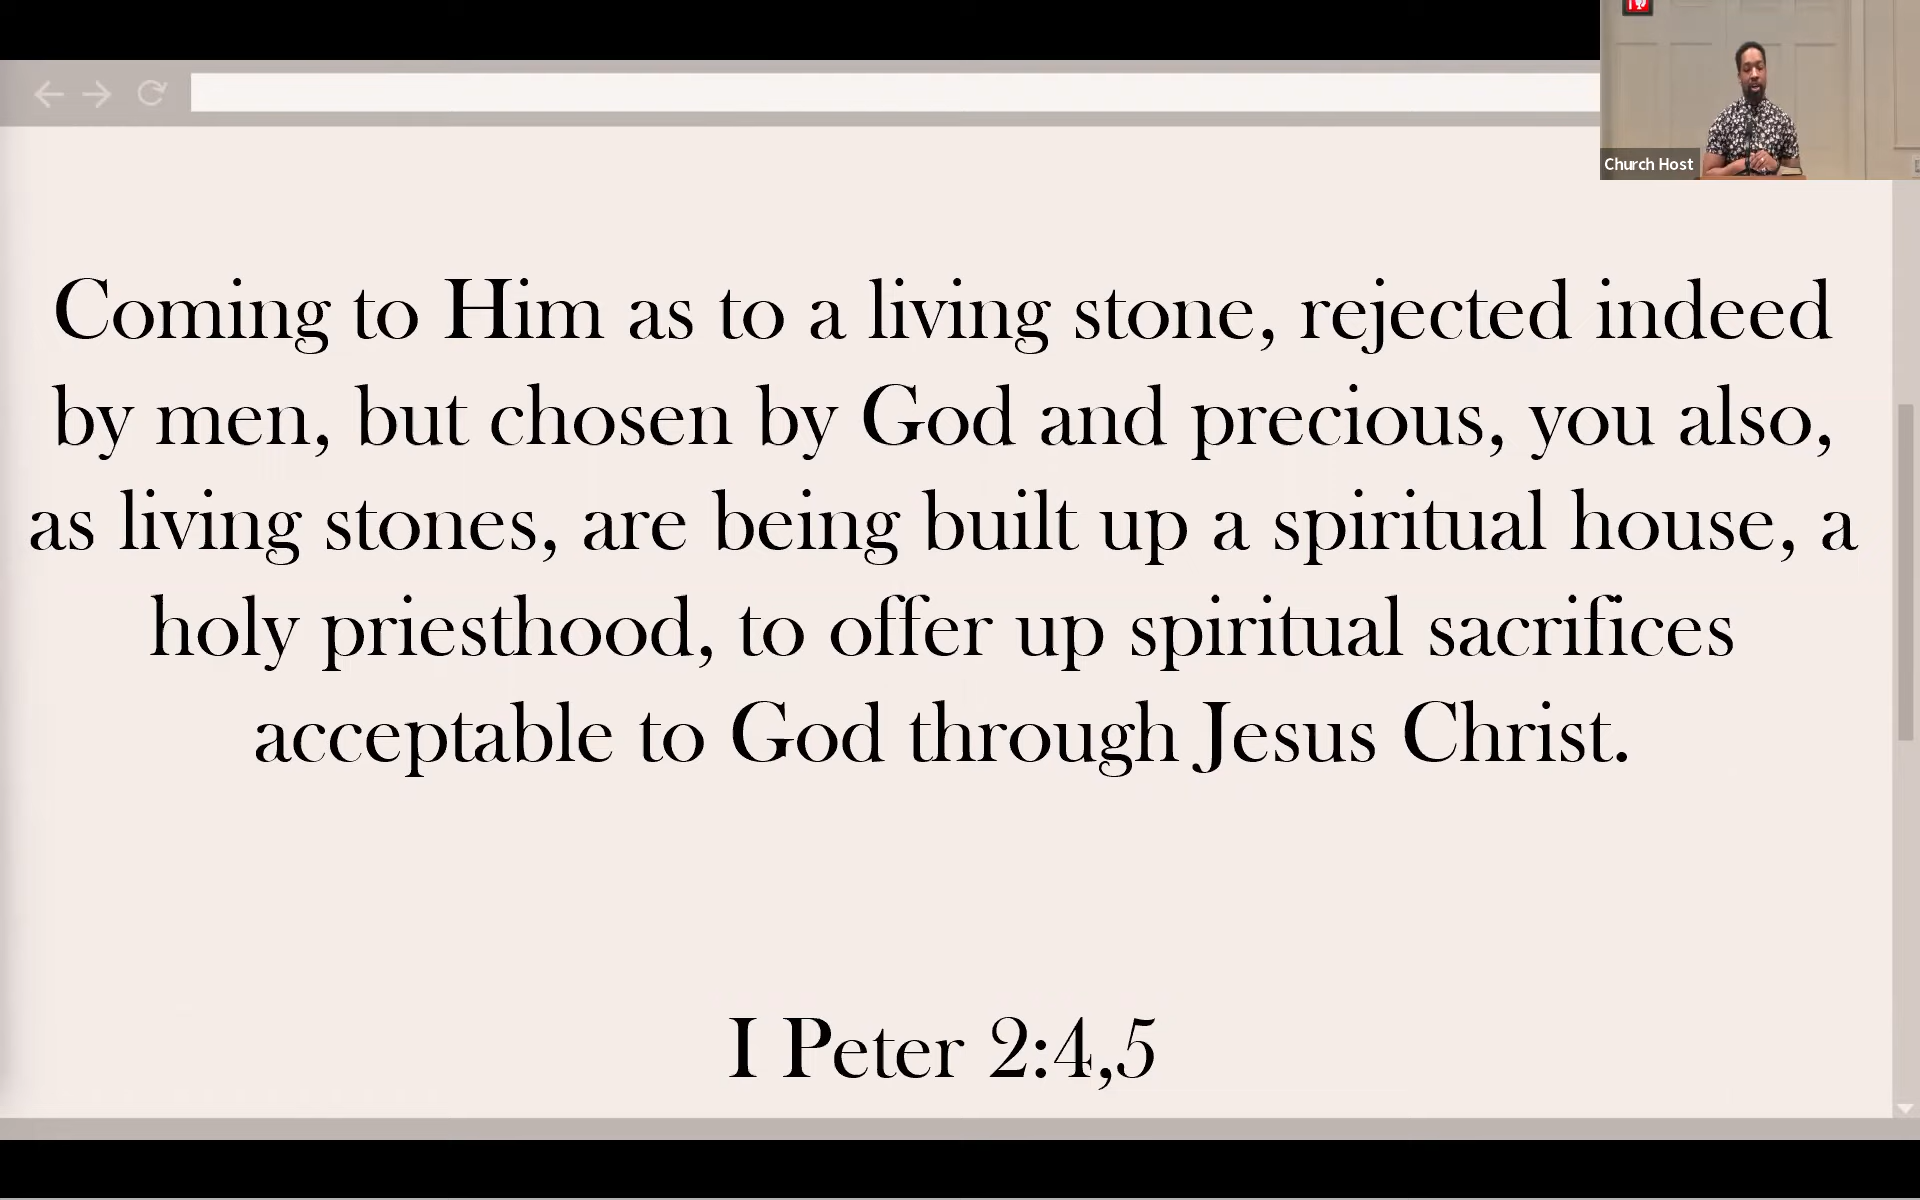 Church Host
Coming to Him as to a living stone, rejected indeed
by men, but chosen by God and precious, you also,
as living stones, are being built up a spiritual house, a
holy priesthood, to offer up spiritual sacrifices
acceptable to God through Jesus Christ.
I Peter 2:4,5